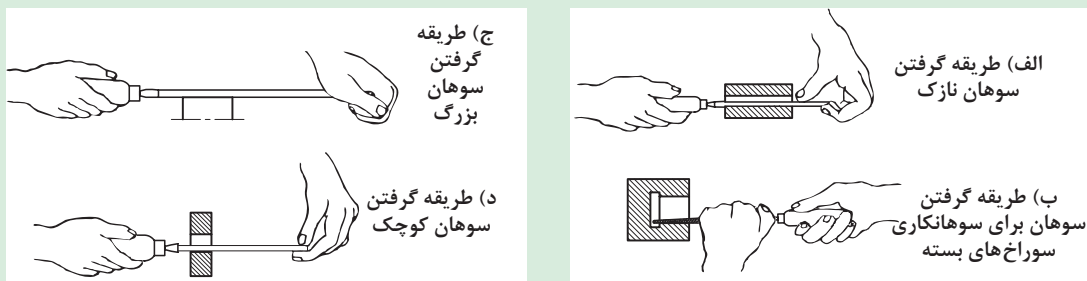 الف) طریقه گرفتن
سوهان نازک
ب) طریقه گرفتن
سوهان برای سوهانکاری
سوراخ‌های بسته
ج) طریقه
گرفتن
سوهان
بزرگ
د) طریقه گرفتن
سوهان کوچک